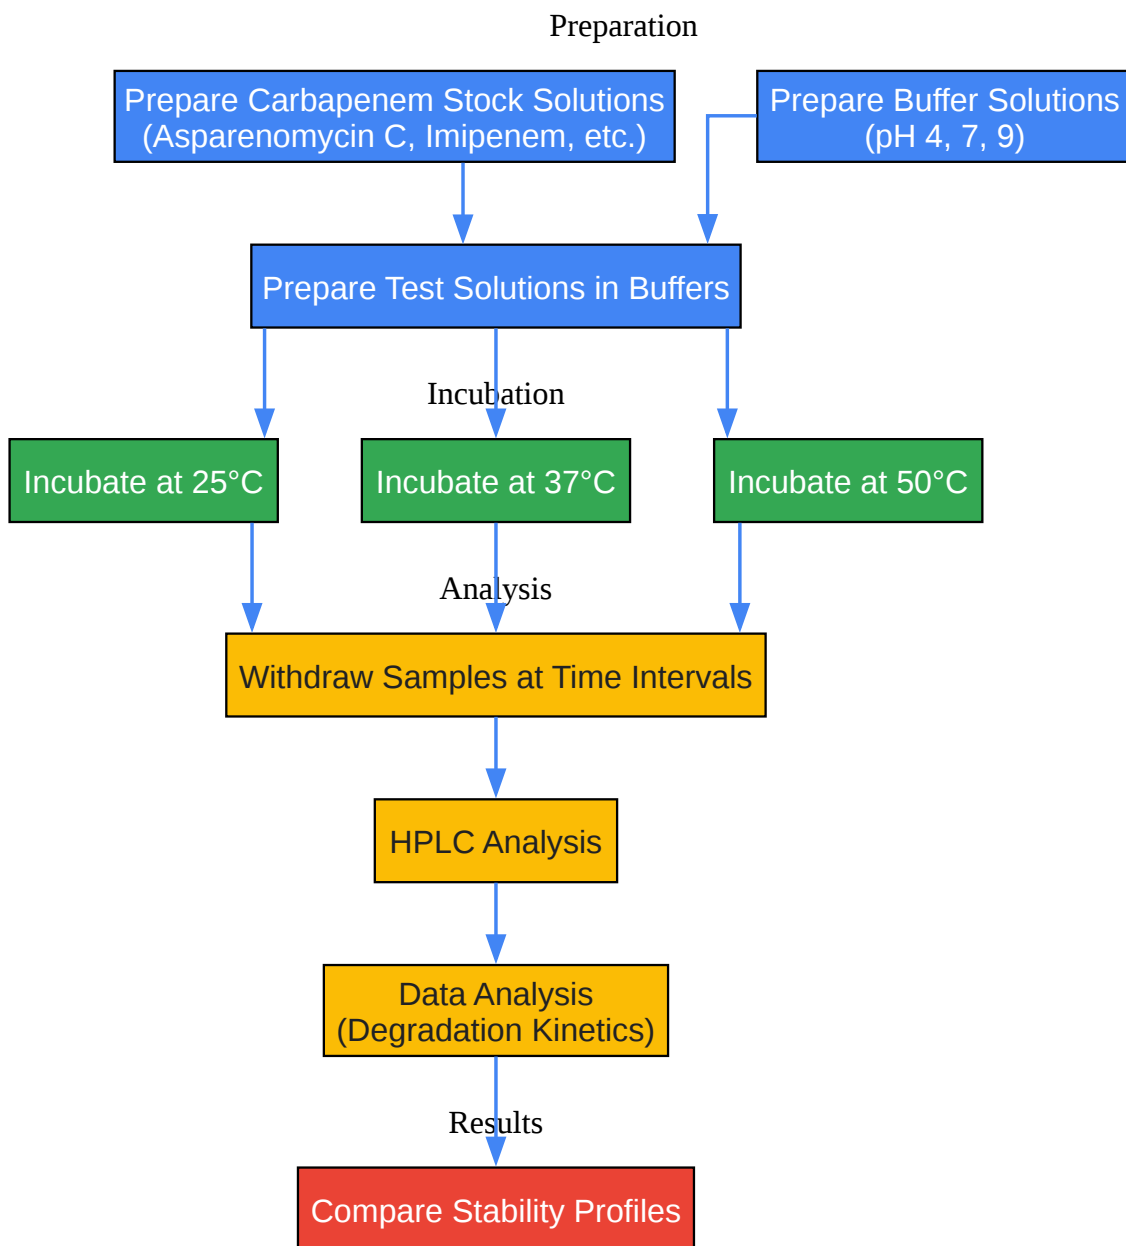 Preparation
Prepare Carbapenem Stock Solutions
(Asparenomycin C, Imipenem, etc.)
Prepare Buffer Solutions
(pH 4, 7, 9)
Prepare Test Solutions in Buffers
Incubation
Incubate at 25°C
Incubate at 37°C
Incubate at 50°C
Analysis
Withdraw Samples at Time Intervals
HPLC Analysis
Data Analysis
(Degradation Kinetics)
Results
Compare Stability Profiles